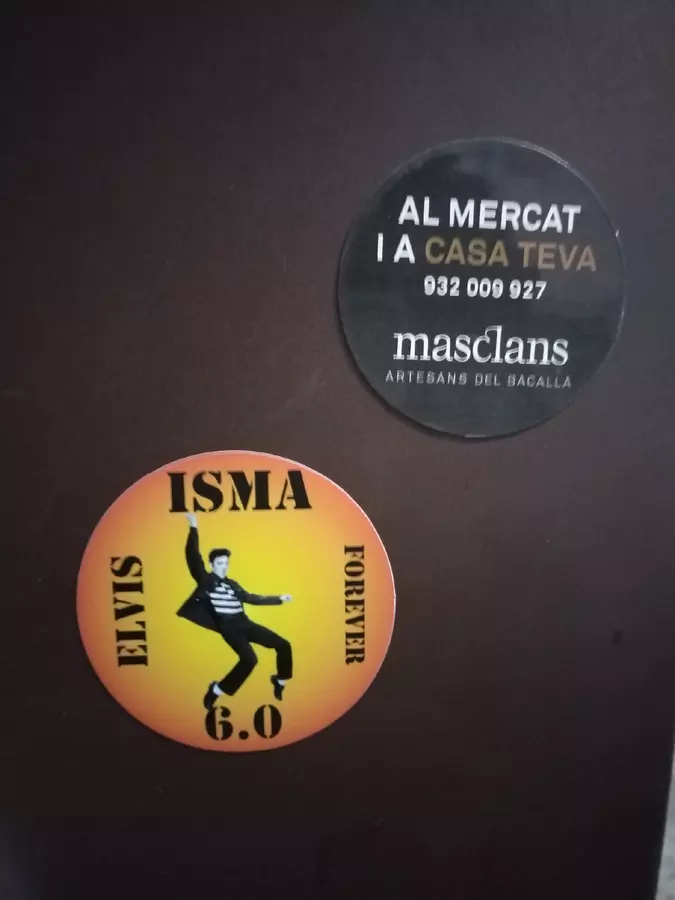 AL MERCAT
I A CASA TEVA
932 009 927
masclans
ARTESANS DEL BACALLA
ISMA
ELVIS
FOREVER
6.0